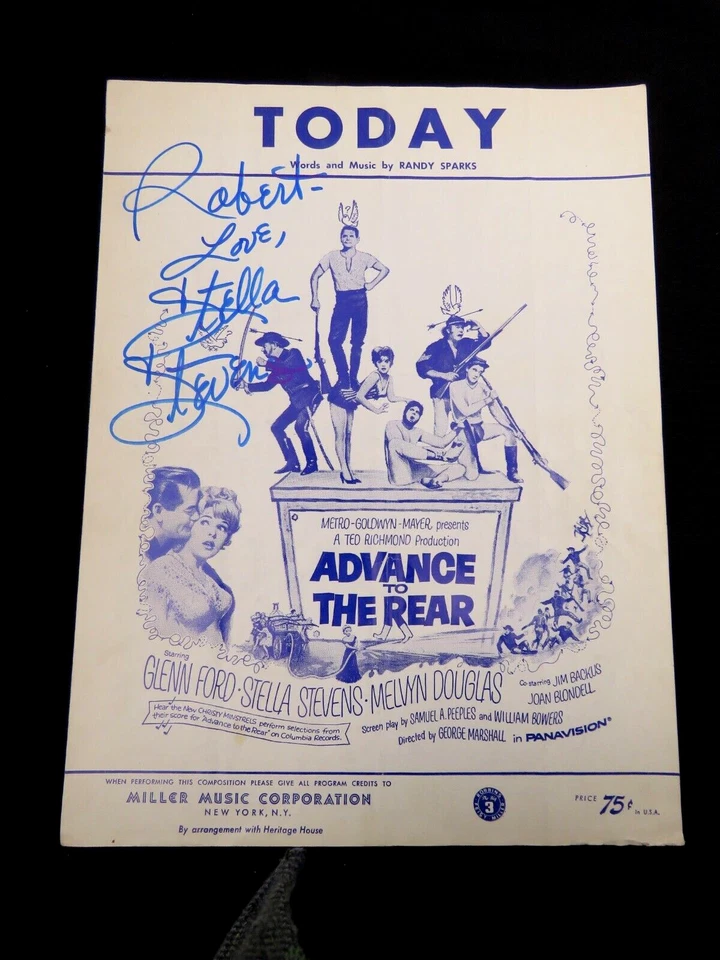 TODAY
Words and Music by RANDY SPARKS
Robert-
Love,
Stella
Stevens
METRO-GOLDWYN-MAYER presents
A TED RICHMOND Production
ADVANCE
TO
THE REAR
Starring
GLENN FORD · STELLA STEVENS · MELVYN DOUGLAS
Co-starring JIM BACKUS
JOAN BLONDELL
Hear the New CHRISTY MINSTRELS perform selections from
their score for "Advance to the Rear" on Columbia Records.
Screen play by SAMUEL A. PEEPLES and WILLIAM BOWERS
Directed by GEORGE MARSHALL in PANAVISION®
WHEN PERFORMING THIS COMPOSITION PLEASE GIVE ALL PROGRAM CREDITS TO
MILLER MUSIC CORPORATION
NEW YORK, N.Y.
By arrangement with Heritage House
ROBBINS
3
PRICE 75¢ in U.S.A.